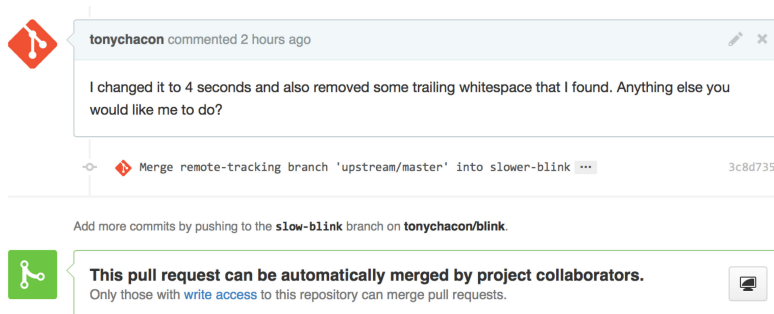 tonychacon commented 2 hours ago
I changed it to 4 seconds and also removed some trailing whitespace that I found. Anything else you
would like me to do?
Merge remote-tracking branch 'upstream/master' into slower-blink ··· 3c8d735
Add more commits by pushing to the slow-blink branch on tonychacon/blink.
This pull request can be automatically merged by project collaborators.
Only those with write access to this repository can merge pull requests.